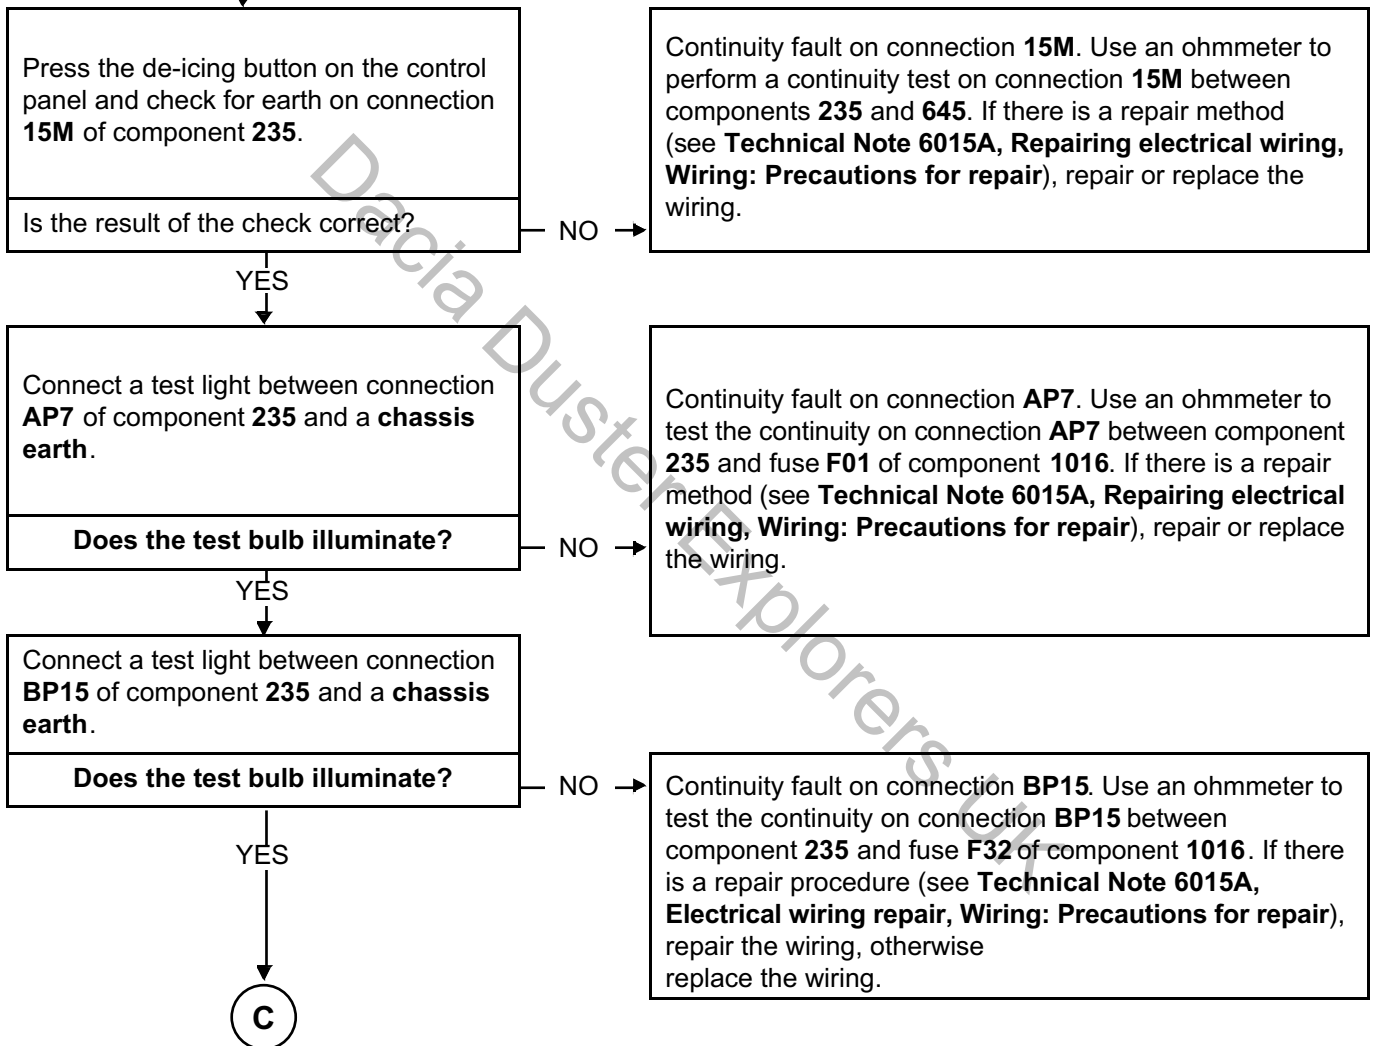 Press the de-icing button on the control
panel and check for earth on connection
15M of component 235.
Is the result of the check correct?
NO
Continuity fault on connection 15M. Use an ohmmeter to
perform a continuity test on connection 15M between
components 235 and 645. If there is a repair method
(see Technical Note 6015A, Repairing electrical wiring,
Wiring: Precautions for repair), repair or replace the
wiring.
YES
Connect a test light between connection
AP7 of component 235 and a chassis
earth.
Does the test bulb illuminate?
NO
Continuity fault on connection AP7. Use an ohmmeter to
test the continuity on connection AP7 between component
235 and fuse F01 of component 1016. If there is a repair
method (see Technical Note 6015A, Repairing electrical
wiring, Wiring: Precautions for repair), repair or replace
the wiring.
YES
Connect a test light between connection
BP15 of component 235 and a chassis
earth.
Does the test bulb illuminate?
NO
Continuity fault on connection BP15. Use an ohmmeter to
test the continuity on connection BP15 between
component 235 and fuse F32 of component 1016. If there
is a repair procedure (see Technical Note 6015A,
Electrical wiring repair, Wiring: Precautions for repair),
repair the wiring, otherwise
replace the wiring.
YES
C
Dacia Duster Explorers UK